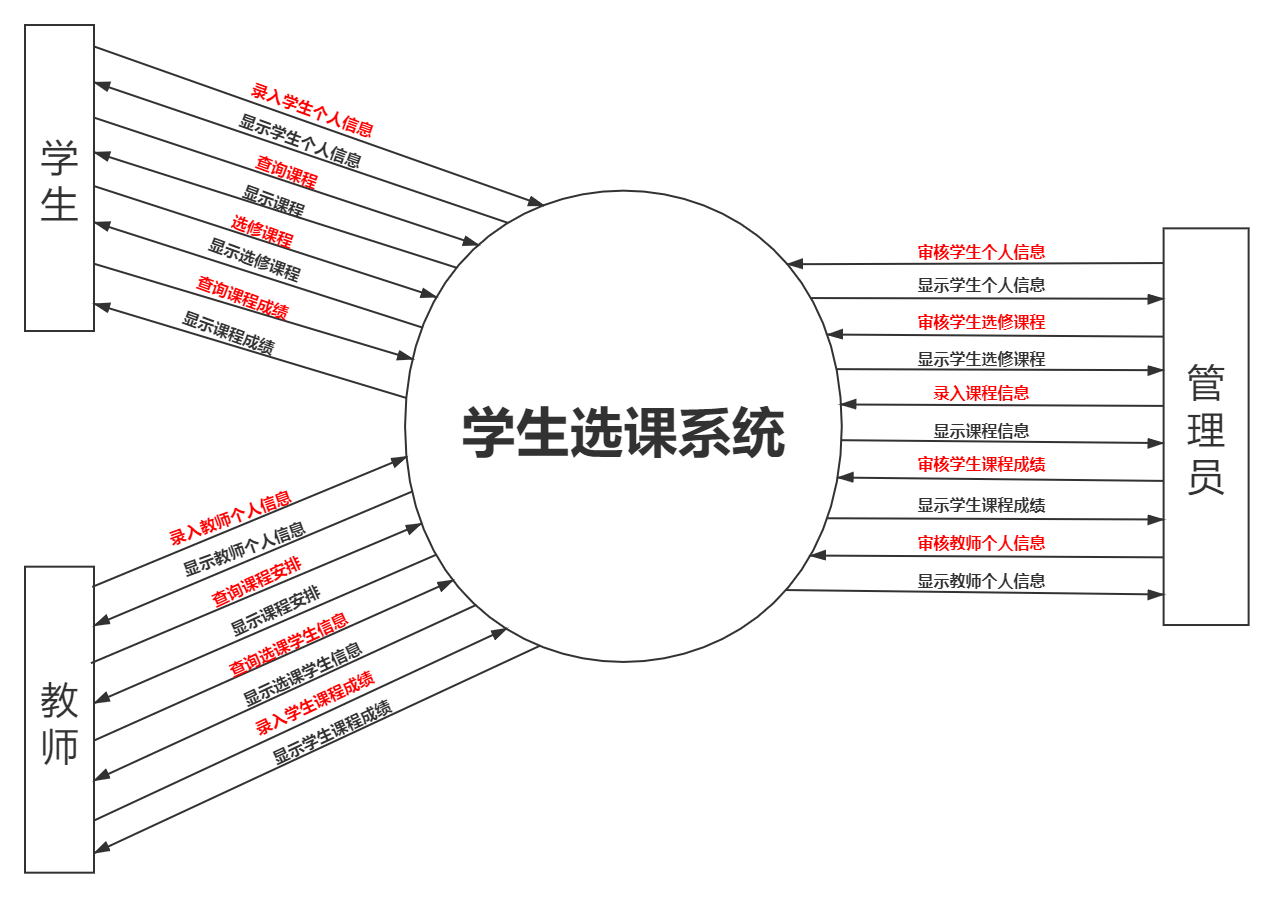 学生
录入学生个人信息
显示学生个人信息
查询课程
显示课程
选修课程
显示选修课程
查询课程成绩
显示课程成绩
学生选课系统
审核学生个人信息
显示学生个人信息
审核学生选修课程
显示学生选修课程
录入课程信息
显示课程信息
审核学生课程成绩
显示学生课程成绩
审核教师个人信息
显示教师个人信息
管理员
教师
录入教师个人信息
显示教师个人信息
查询课程安排
显示课程安排
查询选课学生信息
显示选课学生信息
录入学生课程成绩
显示学生课程成绩